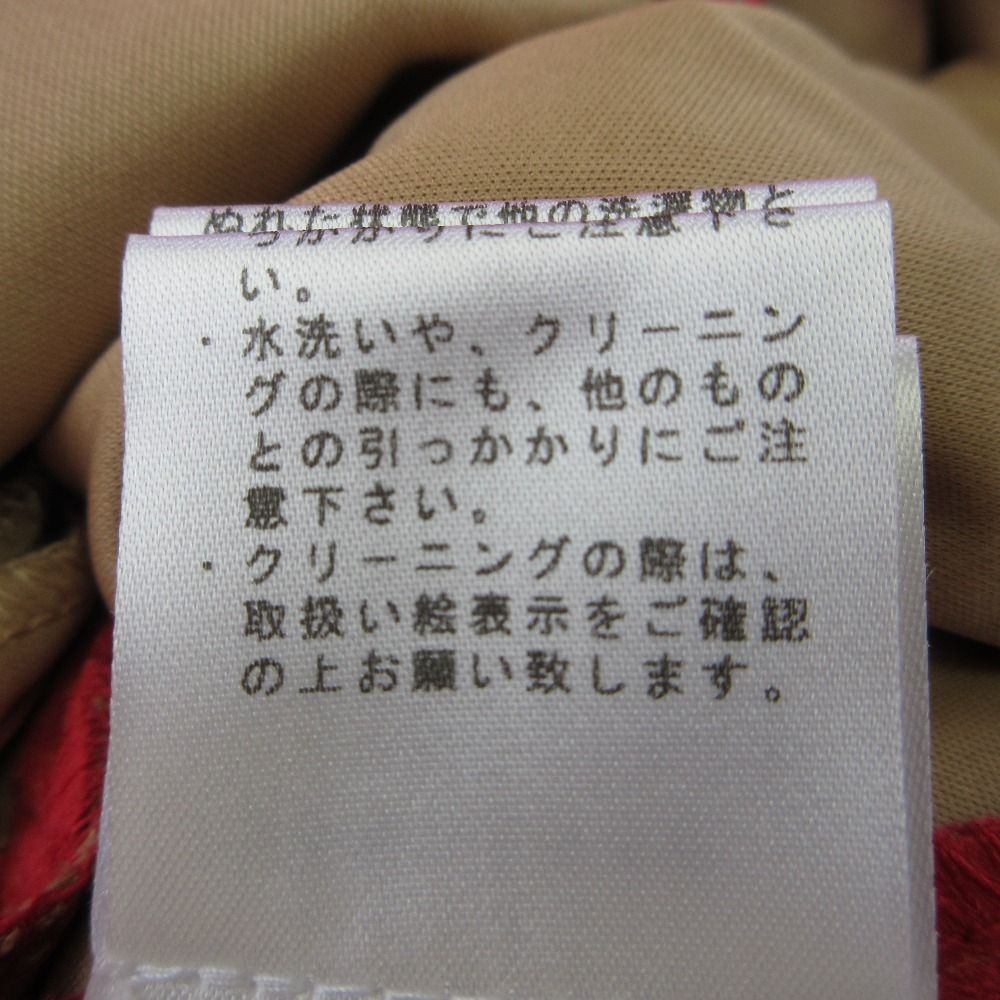 い。
・水洗いや、クリーニン
グの際にも、他のもの
との引っかかりにご注
意下さい。
・クリーニングの際は、
取扱い絵表示をご確認
の上お願い致します。